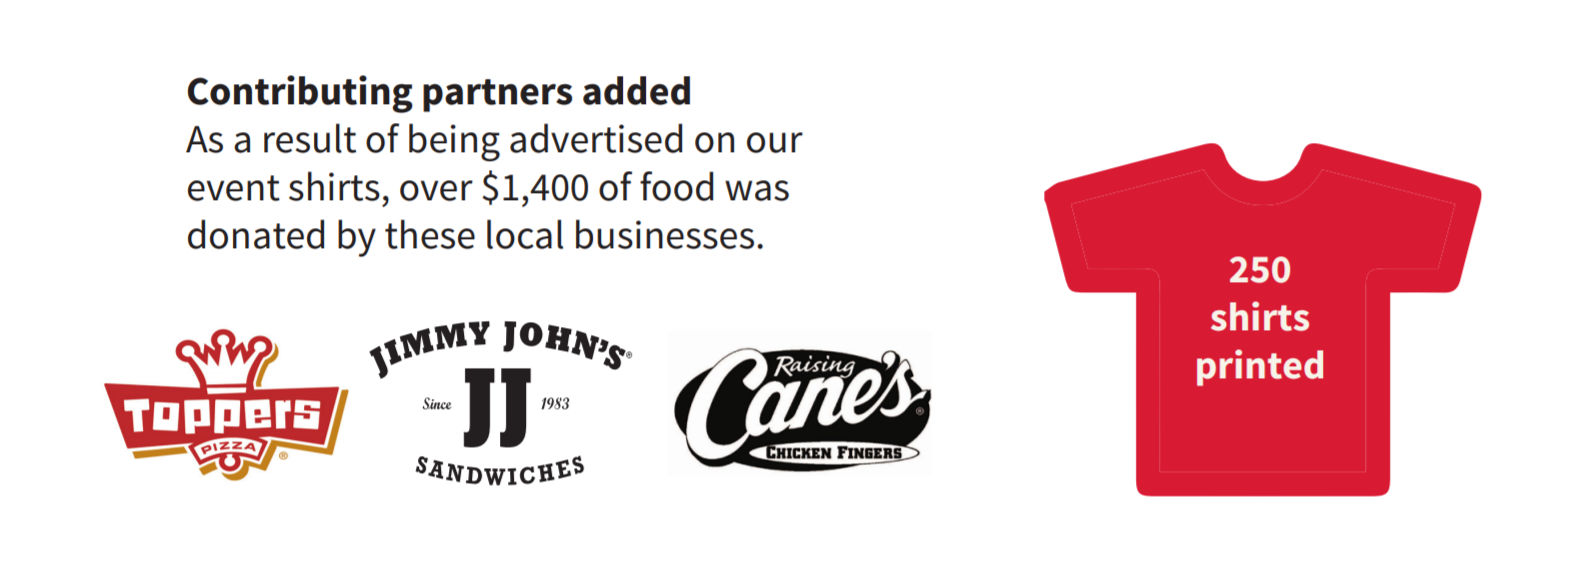 Contributing partners added
As a result of being advertised on our
event shirts, over $1,400 of food was
donated by these local businesses.
TOPPERS
PIZZA
®
JIMMY JOHN'S®
Since JJ 1983
SANDWICHES
Raising
Cane's®
CHICKEN FINGERS
250
shirts
printed